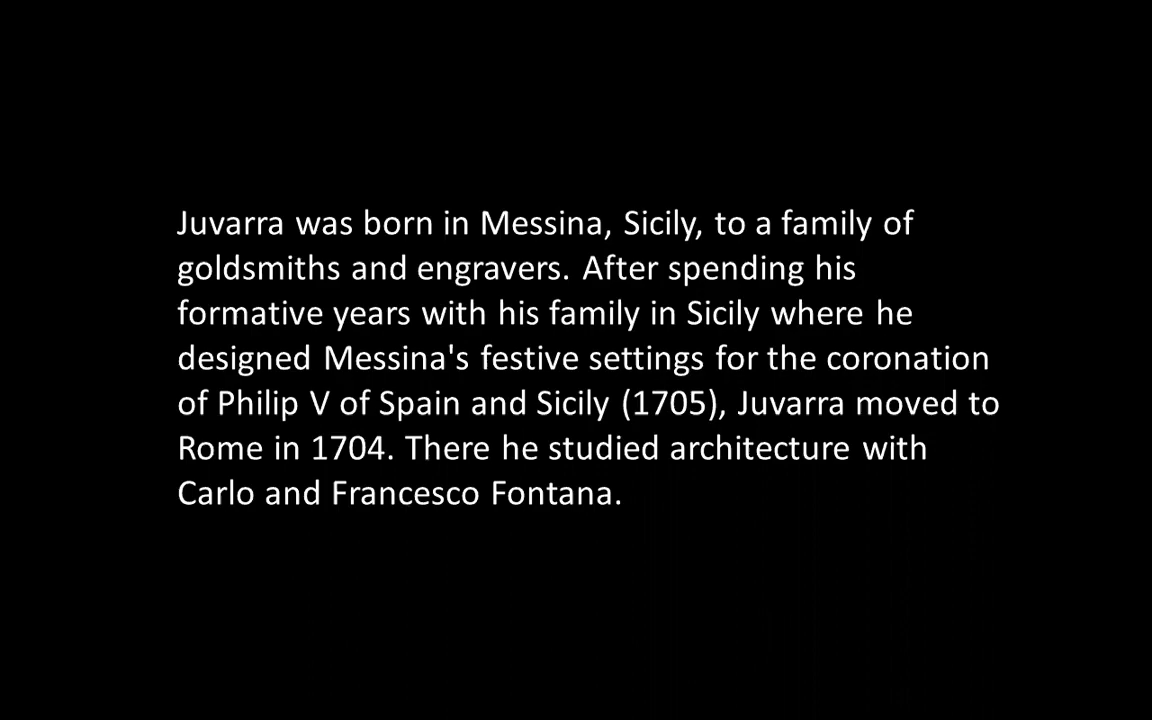 Juvarra was born in Messina, Sicily, to a family of
goldsmiths and engravers. After spending his
formative years with his family in Sicily where he
designed Messina's festive settings for the coronation
of Philip V of Spain and Sicily (1705), Juvarra moved to
Rome in 1704. There he studied architecture with
Carlo and Francesco Fontana.